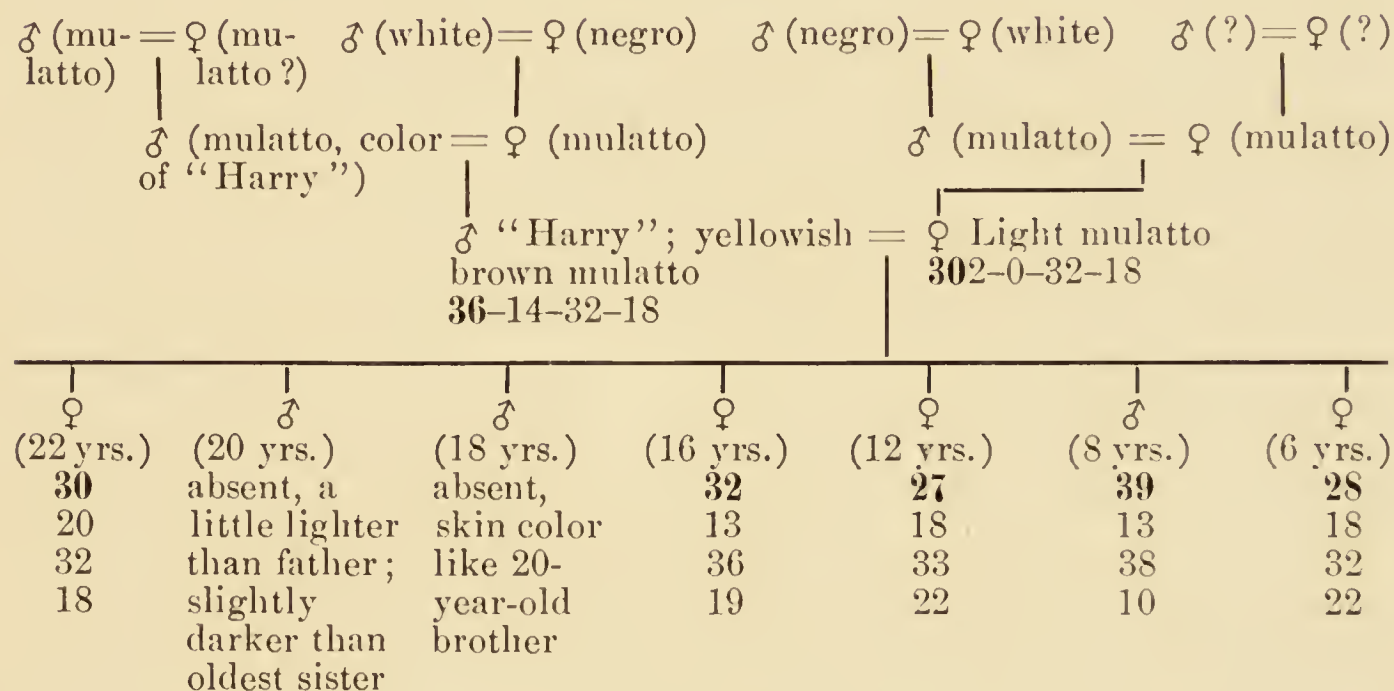 ♂ (mu- = ♀ (mu- ♂ (white) = ♀ (negro) ♂ (negro) = ♀ (white) ♂ (?) = ♀ (?)
latto) latto ?)
♂ (mulatto, color = ♀ (mulatto) ♂ (mulatto) = ♀ (mulatto)
of “Harry”)
♂ “Harry”; yellowish = ♀ Light mulatto
brown mulatto 302–0–32–18
36–14–32–18
♀ ♂ ♂ ♀ ♀ ♂ ♀
(22 yrs.) (20 yrs.) (18 yrs.) (16 yrs.) (12 yrs.) (8 yrs.) (6 yrs.)
30 absent, a absent, 32 27 39 28
20 little lighter skin color 13 18 13 18
32 than father; like 20- 36 33 38 32
18 slightly year-old 19 22 10 22
darker than brother
oldest sister